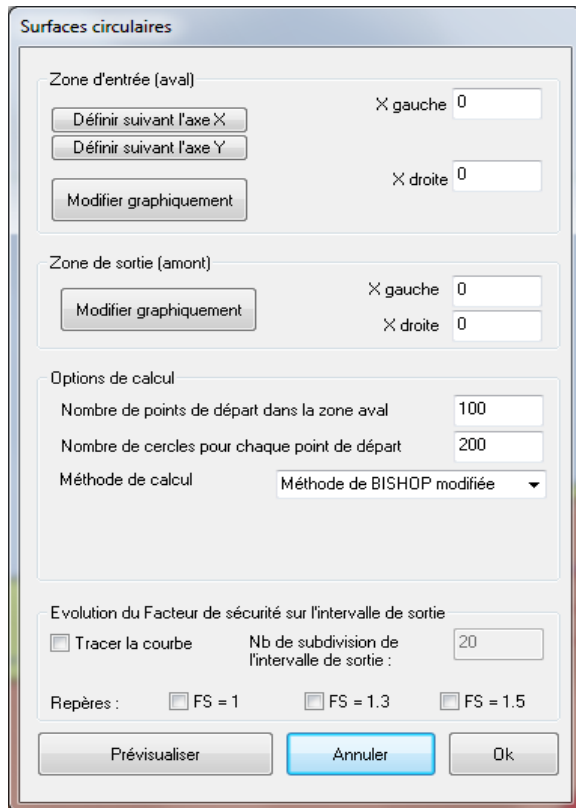 Surfaces circulaires
Zone d'entrée (aval)
Définir suivant l'axe X
X gauche 0
Définir suivant l'axe Y
Modifier graphiquement
X droite 0
Zone de sortie (amont)
Modifier graphiquement
X gauche 0
X droite 0
Options de calcul
Nombre de points de départ dans la zone aval 100
Nombre de cercles pour chaque point de départ 200
Méthode de calcul Méthode de BISHOP modifiée
Evolution du Facteur de sécurité sur l'intervalle de sortie
Tracer la courbe
Nb de subdivision de
l'intervalle de sortie : 20
Repères : FS = 1 FS = 1.3 FS = 1.5
Prévisualiser Annuler Ok